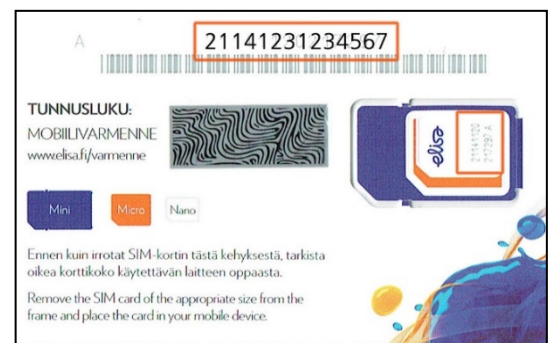 A
21141231234567
TUNNUSLUKU:
MOBIILIVARMENNE
www.elisa.fi/varmenne
elisa
21141120
217397 A
Mini
Micro
Nano
Ennen kuin irrotat SIM-kortin tästä kehyksestä, tarkista
oikea korttikoko käytettävän laitteen oppaasta.
Remove the SIM card of the appropriate size from the
frame and place the card in your mobile device.